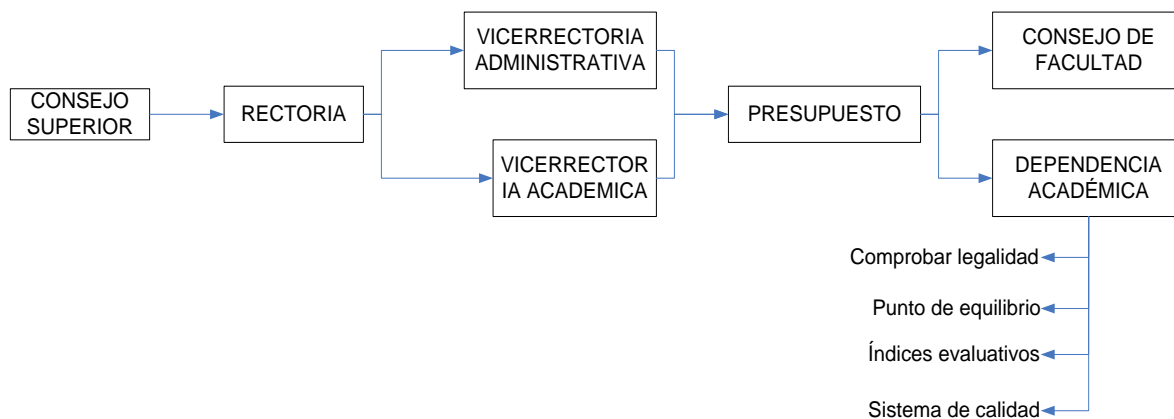 CONSEJO
SUPERIOR
RECTORIA
VICERRECTORIA
ADMINISTRATIVA
VICERRECTOR
IA ACADEMICA
PRESUPUESTO
CONSEJO DE
FACULTAD
DEPENDENCIA
ACADÉMICA
Comprobar legalidad
Punto de equilibrio
Índices evaluativos
Sistema de calidad